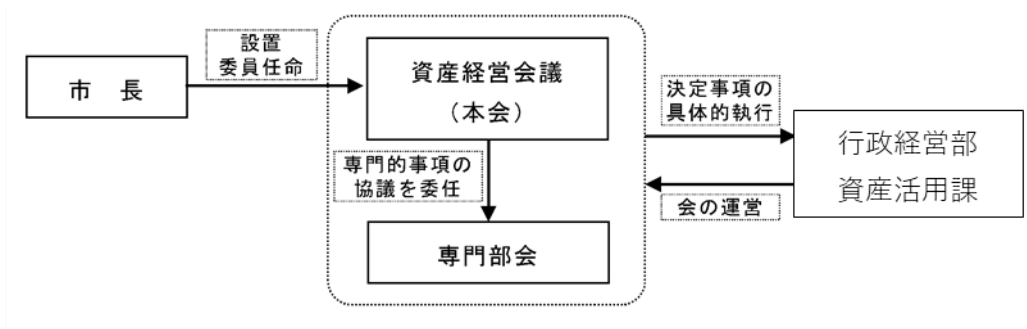 市　長
設置
委員任命
資産経営会議
（本会）
専門的事項の
協議を委任
専門部会
決定事項の
具体的執行
会の運営
行政経営部
資産活用課